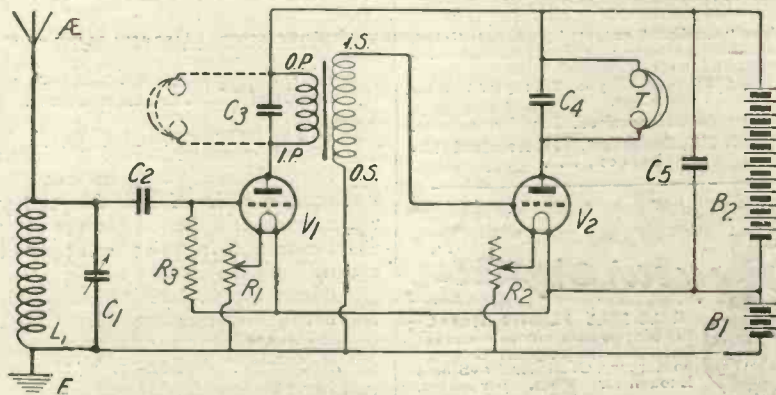 Æ
O.P.
I.S.
C3
I.P.
O.S.
C4
T
C5
B2
C2
V1
V2
R3
R1
R2
C1
L1
B1
E